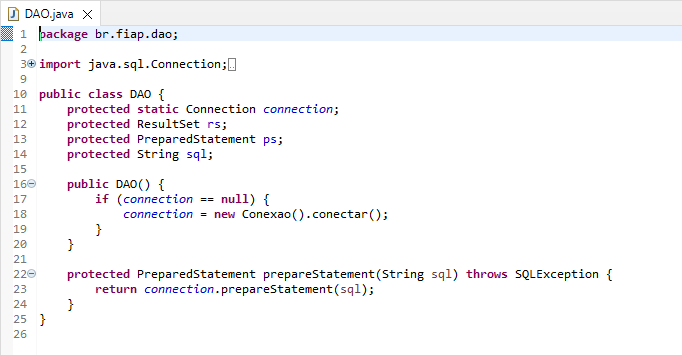 DAO.java
1 package br.fiap.dao;
2
3 import java.sql.Connection;
9
10 public class DAO {
11 protected static Connection connection;
12 protected ResultSet rs;
13 protected PreparedStatement ps;
14 protected String sql;
15
16 public DAO() {
17 if (connection == null) {
18 connection = new Conexao().conectar();
19 }
20 }
21
22 protected PreparedStatement prepareStatement(String sql) throws SQLException {
23 return connection.prepareStatement(sql);
24 }
25 }
26